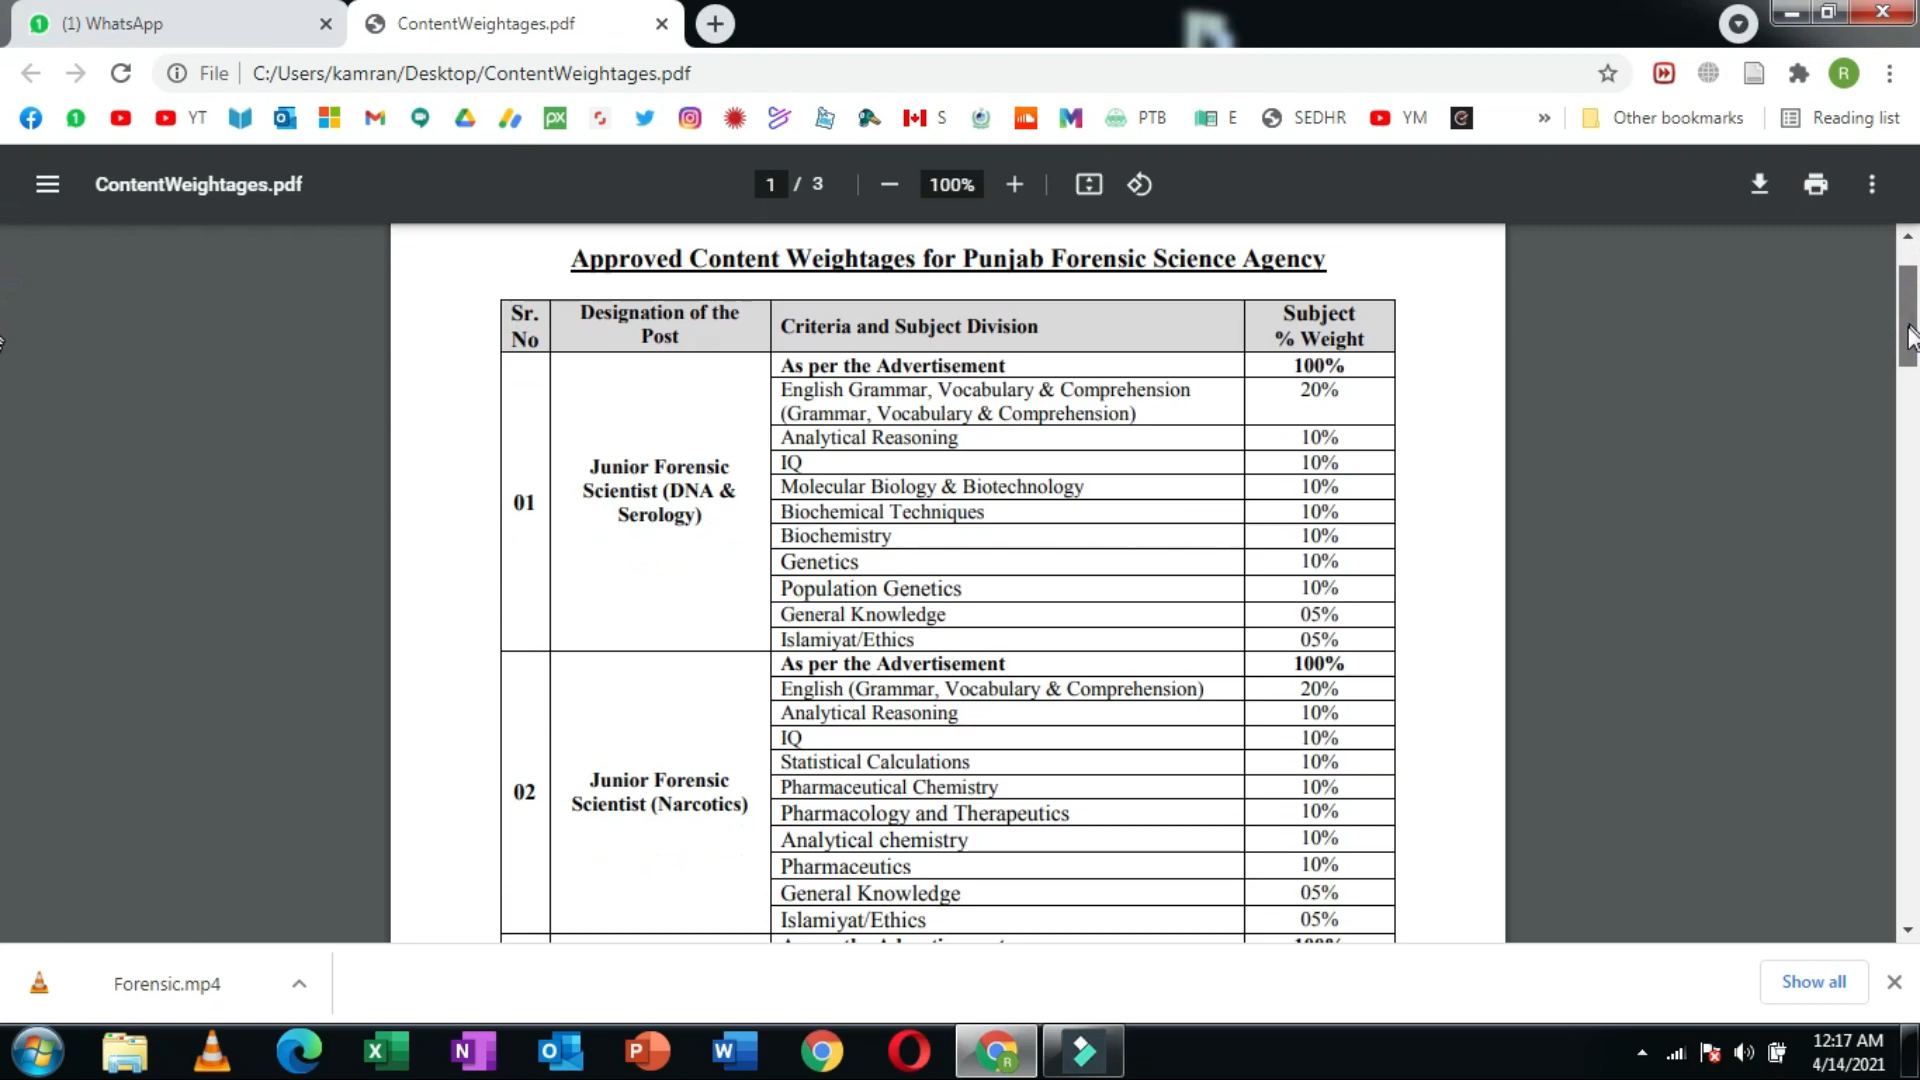 (1) WhatsApp
ContentWeightages.pdf
File
C:/Users/kamran/Desktop/ContentWeightages.pdf
R
1
YT
px
S
PTB
E
SEDHR
YM
»
Other bookmarks
Reading list
ContentWeightages.pdf
1 / 3
100%
Approved Content Weightages for Punjab Forensic Science Agency
Sr. No
Designation of the Post
Criteria and Subject Division
Subject % Weight
01
Junior Forensic
Scientist (DNA &
Serology)
As per the Advertisement 100%
English Grammar, Vocabulary & Comprehension 20%
(Grammar, Vocabulary & Comprehension)
Analytical Reasoning 10%
IQ 10%
Molecular Biology & Biotechnology 10%
Biochemical Techniques 10%
Biochemistry 10%
Genetics 10%
Population Genetics 10%
General Knowledge 05%
Islamiyat/Ethics 05%
02
Junior Forensic
Scientist (Narcotics)
As per the Advertisement 100%
English (Grammar, Vocabulary & Comprehension) 20%
Analytical Reasoning 10%
IQ 10%
Statistical Calculations 10%
Pharmaceutical Chemistry 10%
Pharmacology and Therapeutics 10%
Analytical chemistry 10%
Pharmaceutics 10%
General Knowledge 05%
Islamiyat/Ethics 05%
Forensic.mp4
Show all
12:17 AM
4/14/2021